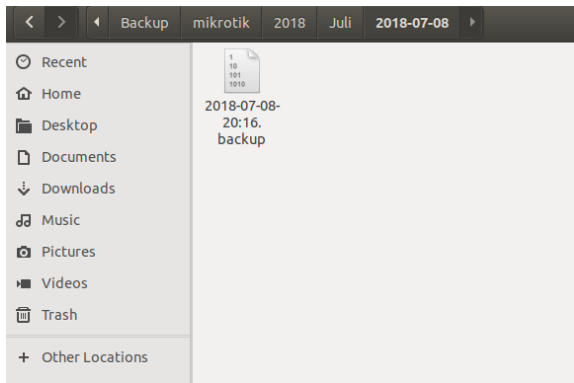 Backup mikrotik 2018 Juli 2018-07-08
Recent
Home
Desktop
Documents
Downloads
Music
Pictures
Videos
Trash
Other Locations
1
10
101
1010
2018-07-08-
20:16.
backup